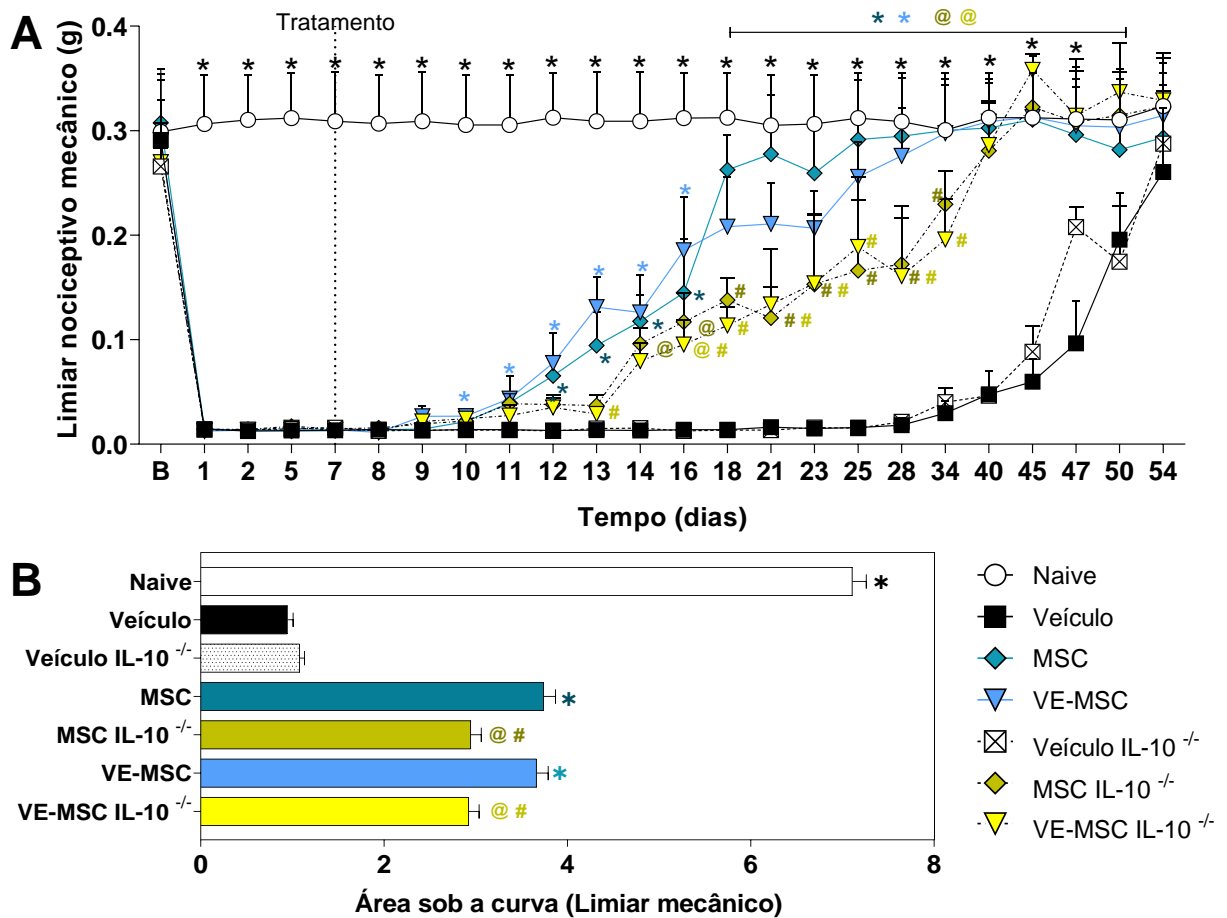 A
Tratamento
* * @ @
* * * * * * * * * * * * * * * * * * * * *
Limiar nociceptivo mecânico (g)
0.4
0.3
0.2
0.1
0.0
* * * * * *
* * * *
@ @ @ # # # # # # # # # # # # #
B 1 2 5 7 8 9 10 11 12 13 14 16 18 21 23 25 28 34 40 45 47 50 54
Tempo (dias)
B
Naive *
Veículo
Veículo IL-10 -/-
MSC *
MSC IL-10 -/- @ #
VE-MSC *
VE-MSC IL-10 -/- @ #
0 2 4 6 8
Área sob a curva (Limiar mecânico)
Naive
Veículo
MSC
VE-MSC
Veículo IL-10 -/-
MSC IL-10 -/-
VE-MSC IL-10 -/-